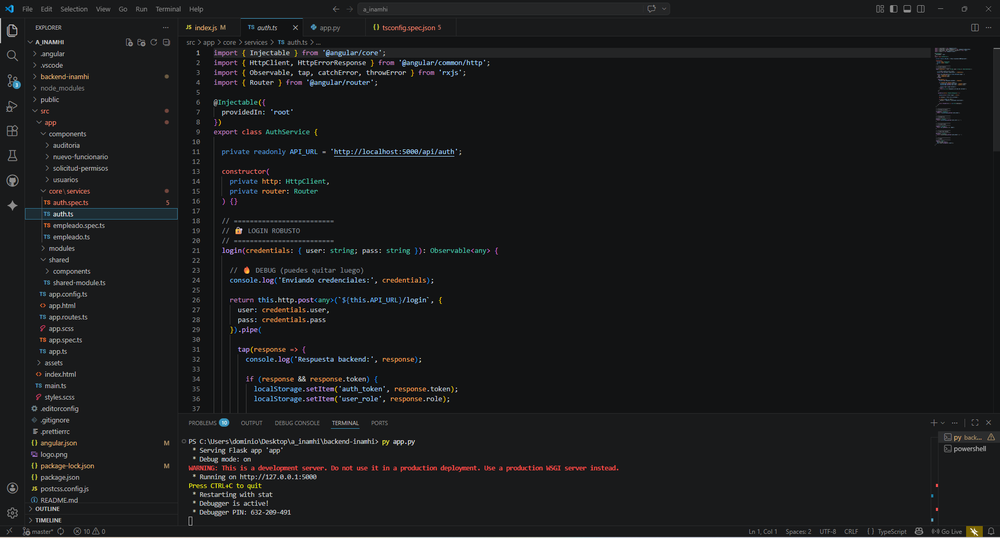 File Edit Selection View Go Run Terminal Help
a_inamhi
EXPLORER
A_INAMHI
.angular
.vscode
backend-inamhi
node_modules
public
src
app
components
auditoria
nuevo-funcionario
solicitud-permisos
usuarios
core\services
TS auth.spec.ts 5
TS auth.ts
TS empleado.spec.ts
TS empleado.ts
modules
shared
components
TS shared-module.ts
TS app.config.ts
<> app.html
TS app.routes.ts
app.scss
TS app.spec.ts
TS app.ts
assets
<> index.html
TS main.ts
styles.scss
.editorconfig
.gitignore
.prettierrc
{} angular.json M
logo.png
{} package-lock.json M
{} package.json
JS postcss.config.js
README.md
OUTLINE
TIMELINE
3
JS index.js M
TS auth.ts
app.py
{} tsconfig.spec.json 5
src > app > core > services > TS auth.ts > ...
1 import { Injectable } from '@angular/core';
2 import { HttpClient, HttpErrorResponse } from '@angular/common/http';
3 import { Observable, tap, catchError, throwError } from 'rxjs';
4 import { Router } from '@angular/router';
5
6 @Injectable({
7 providedIn: 'root'
8 })
9 export class AuthService {
10
11 private readonly API_URL = 'http://localhost:5000/api/auth';
12
13 constructor(
14 private http: HttpClient,
15 private router: Router
16 ) {}
17
18 // =========================
19 // 🔐 LOGIN ROBUSTO
20 // =========================
21 login(credentials: { user: string; pass: string }): Observable<any> {
22
23 // 🔥 DEBUG (puedes quitar luego)
24 console.log('Enviando credenciales:', credentials);
25
26 return this.http.post<any>(`${this.API_URL}/login`, {
27 user: credentials.user,
28 pass: credentials.pass
29 }).pipe(
30
31 tap(response => {
32 console.log('Respuesta backend:', response);
33
34 if (response && response.token) {
35 localStorage.setItem('auth_token', response.token);
36 localStorage.setItem('user_role', response.role);
37
PROBLEMS 10 OUTPUT DEBUG CONSOLE TERMINAL PORTS
PS C:\Users\dominio\Desktop\a_inamhi\backend-inamhi> py app.py
* Serving Flask app 'app'
* Debug mode: on
WARNING: This is a development server. Do not use it in a production deployment. Use a production WSGI server instead.
* Running on http://127.0.0.1:5000
Press CTRL+C to quit
* Restarting with stat
* Debugger is active!
* Debugger PIN: 632-209-491
py back...
powershell
master* 10 0
Ln 1, Col 1 Spaces: 2 UTF-8 CRLF {} TypeScript Go Live